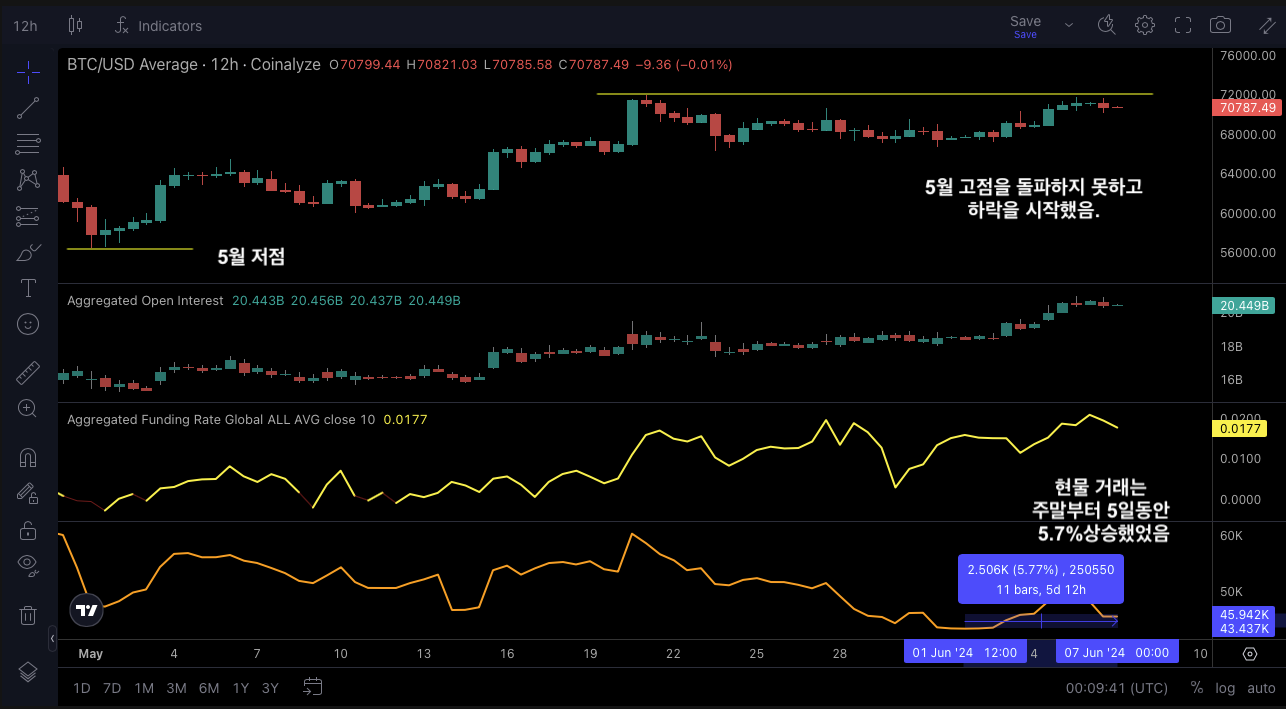 12h Indicators Save
Save
BTC/USD Average · 12h · Coinalyze O70799.44 H70821.03 L70785.58 C70787.49 −9.36 (−0.01%)
76000.00
72000.00
70787.49
68000.00
64000.00
60000.00
56000.00
5월 고점을 돌파하지 못하고
하락을 시작했음.
5월 저점
Aggregated Open Interest 20.443B 20.456B 20.437B 20.449B
20.449B
20B
18B
16B
Aggregated Funding Rate Global ALL AVG close 10 0.0177
0.0200
0.0177
0.0100
0.0000
현물 거래는
주말부터 5일동안
5.7%상승했었음
60K
2.506K (5.77%) , 250550
11 bars, 5d 12h
50K
45.942K
43.437K
May 4 7 10 13 16 19 22 25 28 01 Jun '24 12:00 4 07 Jun '24 00:00 10
1D 7D 1M 3M 6M 1Y 3Y 00:09:41 (UTC) % log auto